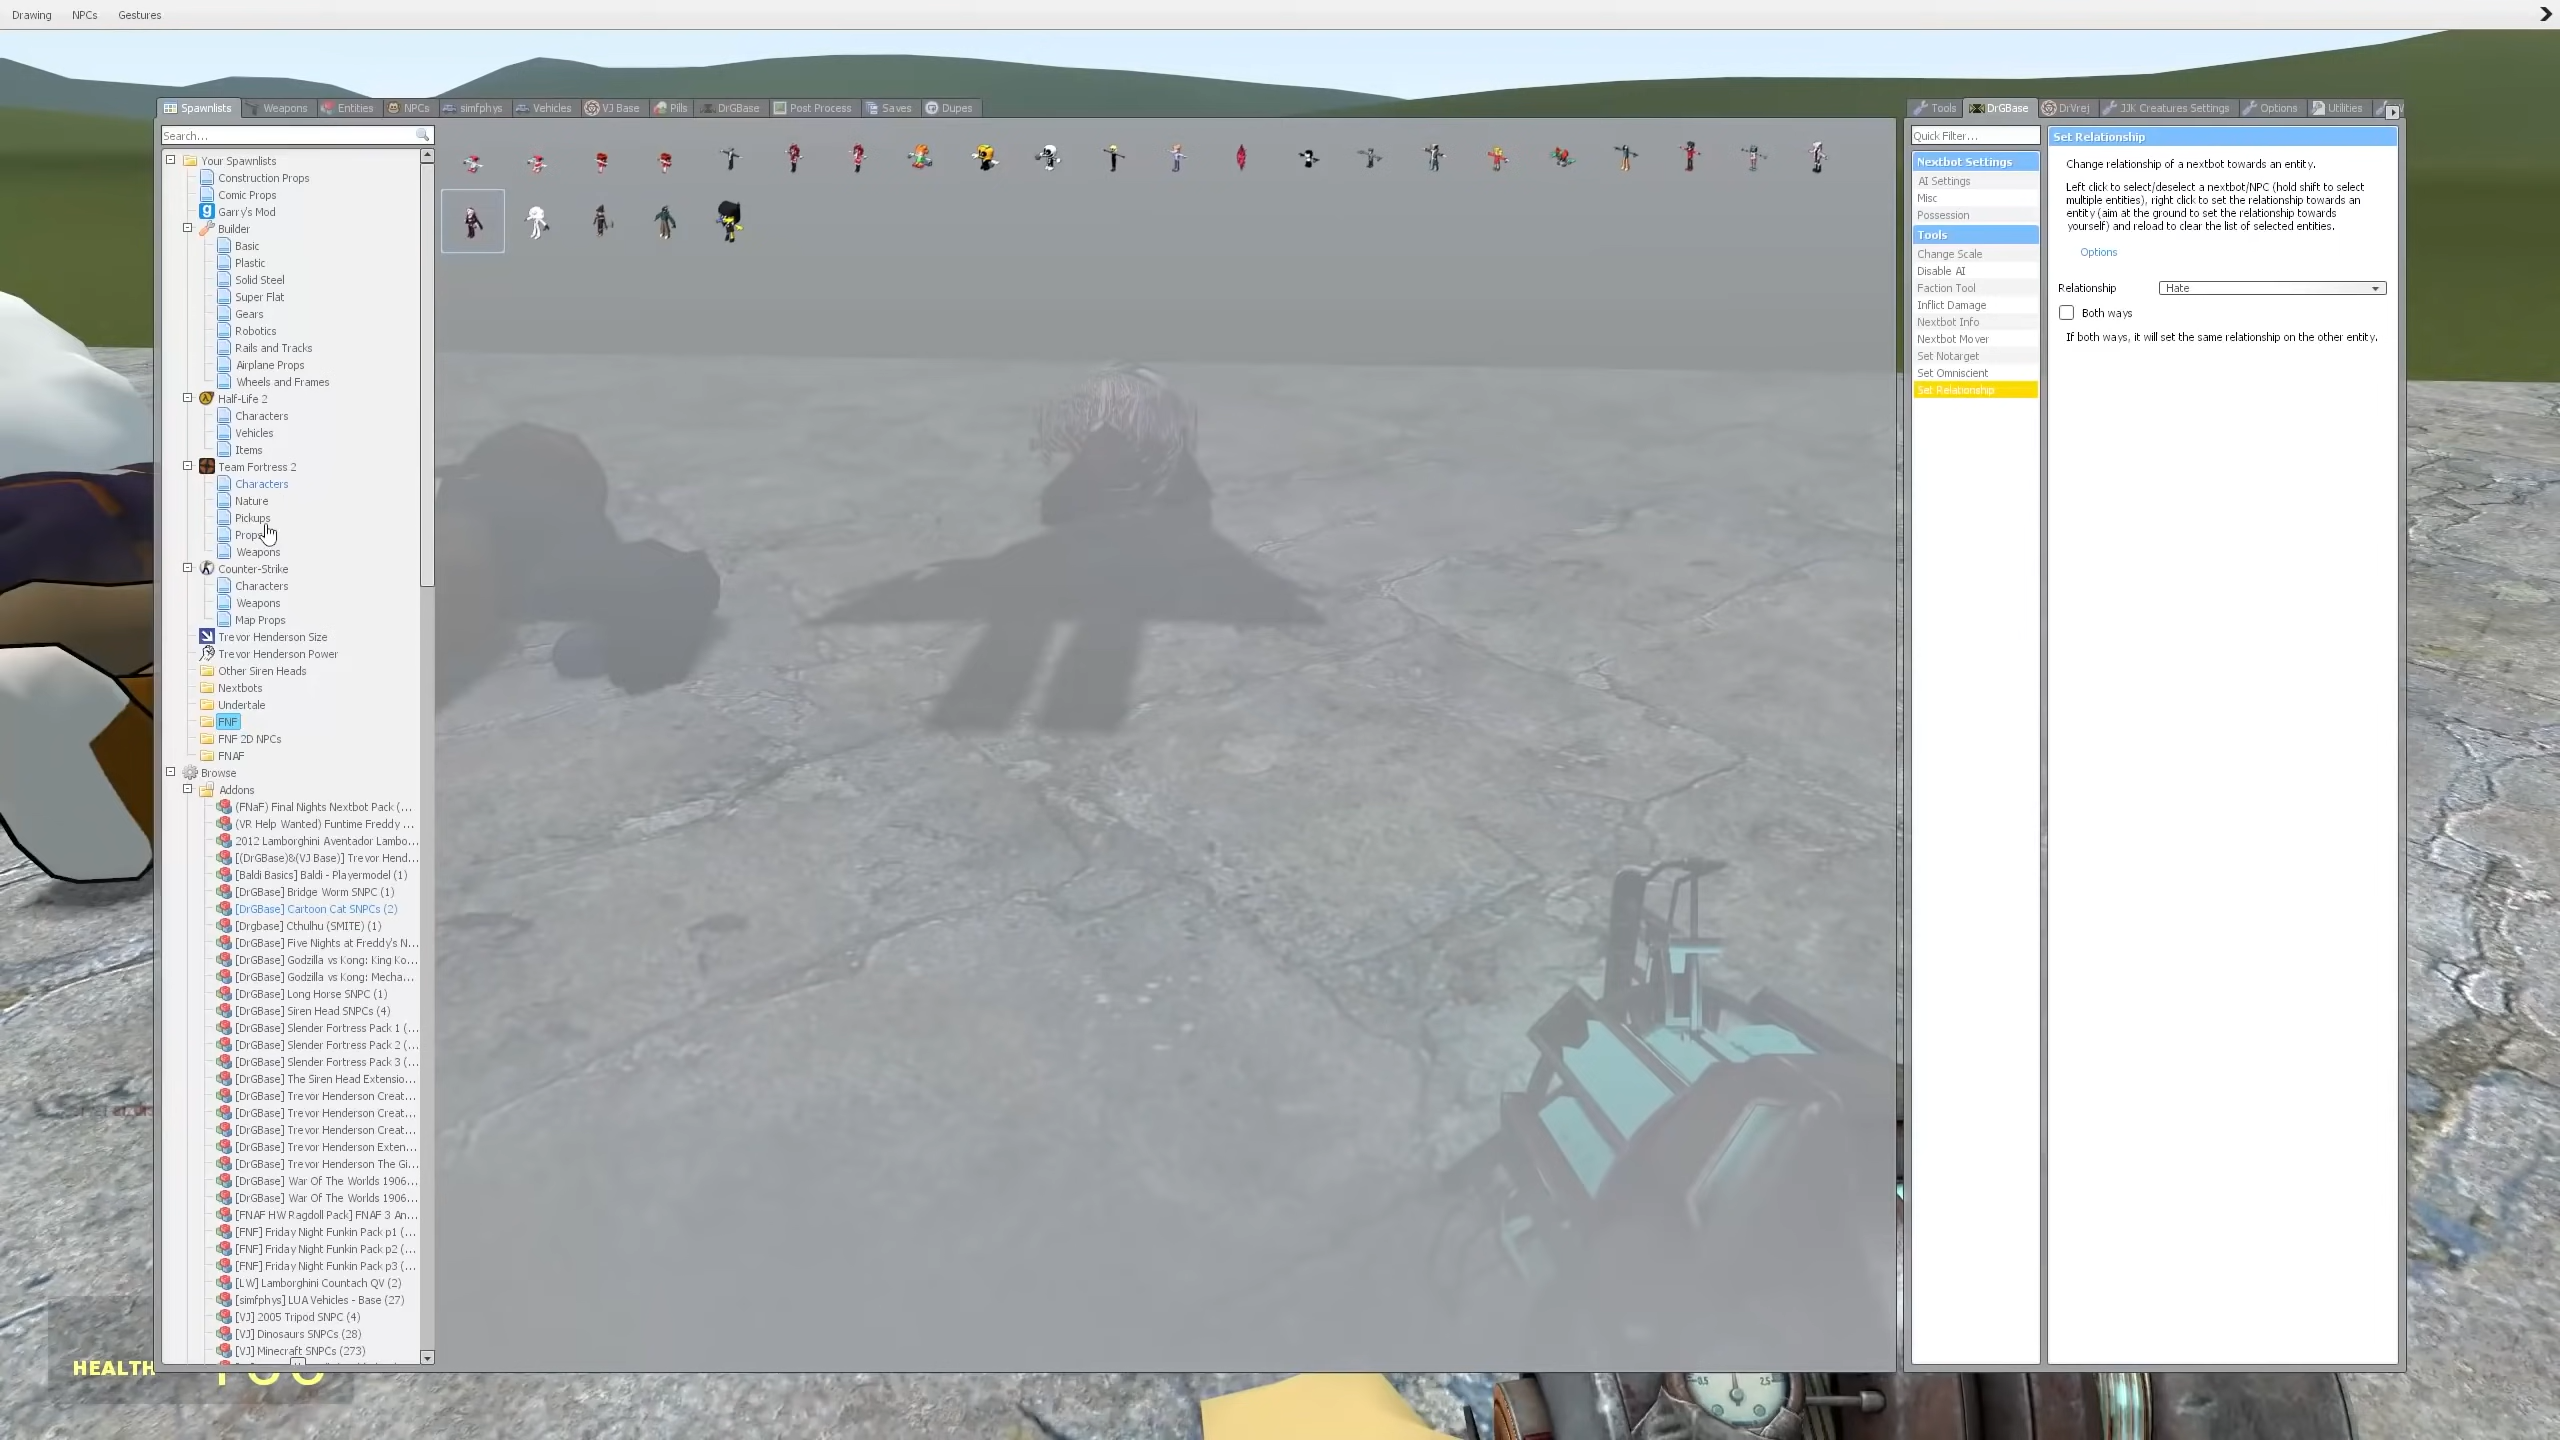 Drawing NPCs Gestures
Spawnlists Weapons Entities NPCs simfphys Vehicles VJ Base Pills DrGBase Post Process Saves Dupes
Search...
Your Spawnlists
Construction Props
Comic Props
Garry's Mod
Builder
Basic
Plastic
Solid Steel
Super Flat
Gears
Robotics
Rails and Tracks
Airplane Props
Wheels and Frames
Half-Life 2
Characters
Vehicles
Items
Team Fortress 2
Characters
Nature
Pickups
Props
Weapons
Counter-Strike
Characters
Weapons
Map Props
Trevor Henderson Size
Trevor Henderson Power
Other Siren Heads
Nextbots
Undertale
FNF
FNF 2D NPCs
FNAF
Browse
Addons
(FNaF) Final Nights Nextbot Pack (...
(VR Help Wanted) Funtime Freddy ...
2012 Lamborghini Aventador Lambo...
[(DrGBase)&(VJ Base)] Trevor Hend...
[Baldi Basics] Baldi - Playermodel (1)
[DrGBase] Bridge Worm SNPC (1)
[DrGBase] Cartoon Cat SNPCs (2)
[Drgbase] Cthulhu (SMITE) (1)
[DrGBase] Five Nights at Freddy's N...
[DrGBase] Godzilla vs Kong: King Ko...
[DrGBase] Godzilla vs Kong: Mecha...
[DrGBase] Long Horse SNPC (1)
[DrGBase] Siren Head SNPCs (4)
[DrGBase] Slender Fortress Pack 1 (...
[DrGBase] Slender Fortress Pack 2 (...
[DrGBase] Slender Fortress Pack 3 (...
[DrGBase] The Siren Head Extensio...
[DrGBase] Trevor Henderson Creat...
[DrGBase] Trevor Henderson Creat...
[DrGBase] Trevor Henderson Creat...
[DrGBase] Trevor Henderson Exten...
[DrGBase] Trevor Henderson The Gi...
[DrGBase] War Of The Worlds 1906...
[DrGBase] War Of The Worlds 1906...
[FNAF HW Ragdoll Pack] FNAF 3 An...
[FNF] Friday Night Funkin Pack p1 (...
[FNF] Friday Night Funkin Pack p2 (...
[FNF] Friday Night Funkin Pack p3 (...
[LW] Lamborghini Countach QV (2)
[simfphys] LUA Vehicles - Base (27)
[VJ] 2005 Tripod SNPC (4)
[VJ] Dinosaurs SNPCs (28)
[VJ] Minecraft SNPCs (273)
HEALTH 100
Tools DrGBase DrVrej JJK Creatures Settings Options Utilities
Quick Filter...
Nextbot Settings
AI Settings
Misc
Possession
Tools
Change Scale
Disable AI
Faction Tool
Inflict Damage
Nextbot Info
Nextbot Mover
Set Notarget
Set Omniscient
Set Relationship
Set Relationship
Change relationship of a nextbot towards an entity.
Left click to select/deselect a nextbot/NPC (hold shift to select
multiple entities), right click to set the relationship towards an
entity (aim at the ground to set the relationship towards
yourself) and reload to clear the list of selected entities.
Options
Relationship Hate
Both ways
If both ways, it will set the same relationship on the other entity.